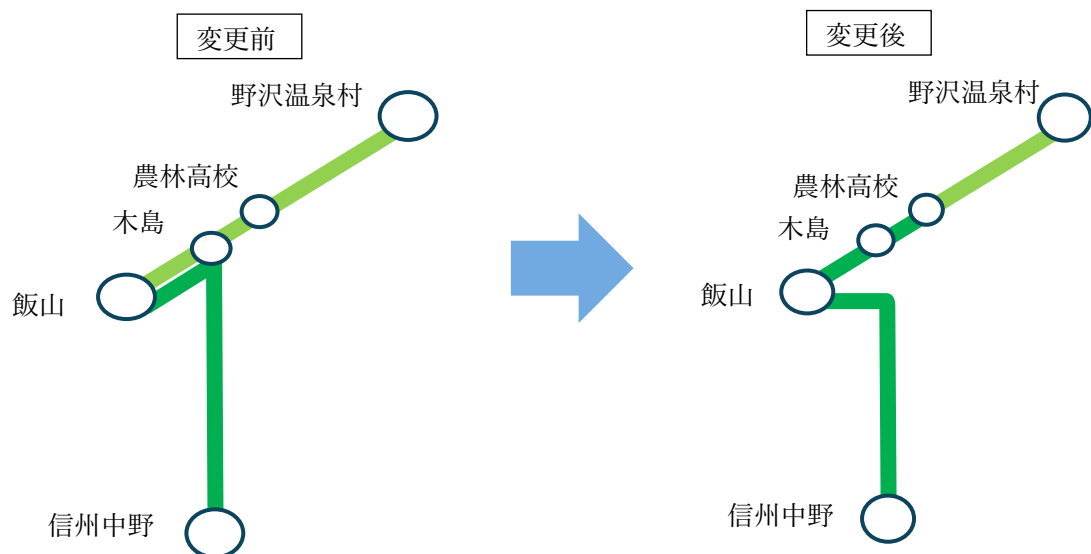 変更前
野沢温泉村
農林高校
木島
飯山
信州中野
変更後
野沢温泉村
農林高校
木島
飯山
信州中野